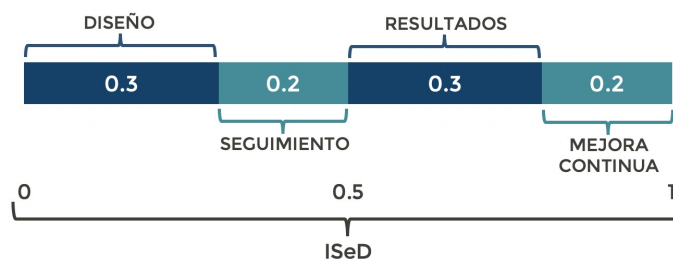 DISEÑO
RESULTADOS
0.3
0.2
0.3
0.2
SEGUIMIENTO
MEJORA
CONTINUA
0
0.5
1
ISeD